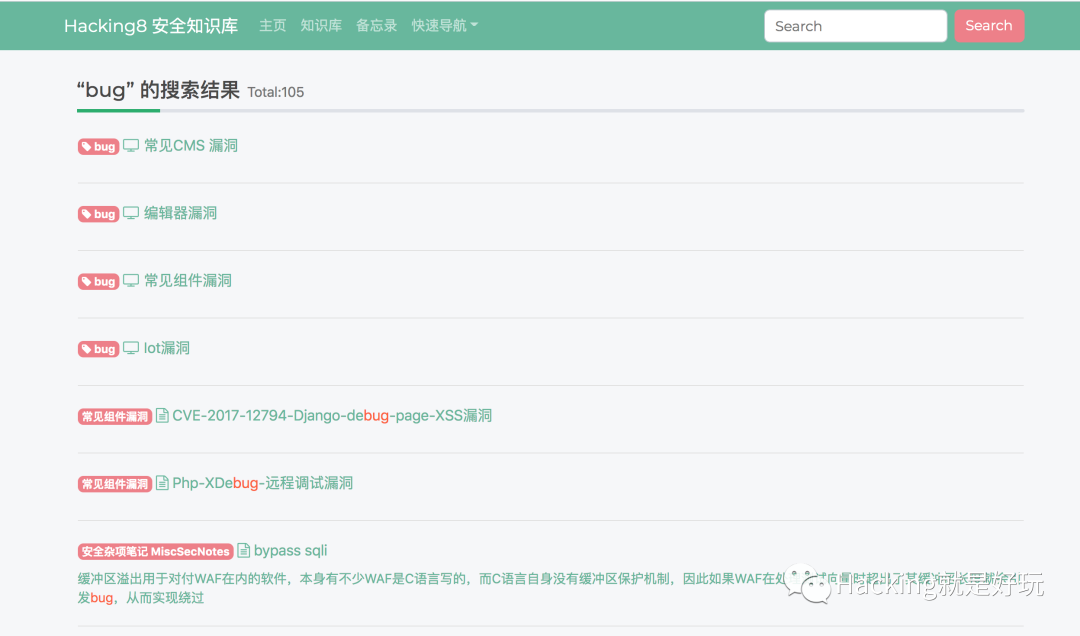 Hacking8 安全知识库 主页 知识库 备忘录 快速导航 Search Search
“bug” 的搜索结果 Total:105
bug 常见CMS 漏洞
bug 编辑器漏洞
bug 常见组件漏洞
bug Iot漏洞
常见组件漏洞 CVE-2017-12794-Django-debug-page-XSS漏洞
常见组件漏洞 Php-XDebug-远程调试漏洞
安全杂项笔记 MiscSecNotes bypass sqli
缓冲区溢出用于对付WAF在内的软件，本身有不少WAF是C语言写的，而C语言自身没有缓冲区保护机制，因此如果WAF在处
发bug，从而实现绕过
Hacking就是好玩